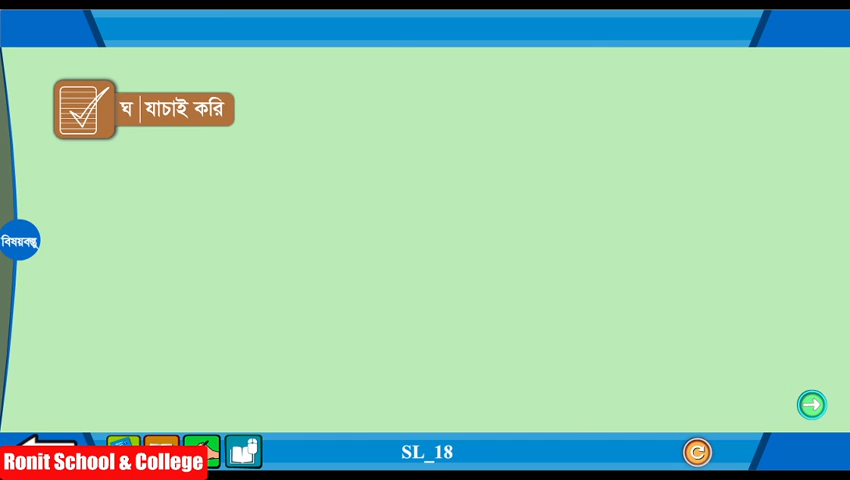 ঘ | যাচাই করি
বিষয়বস্তু
SL_18
Ronit School & College